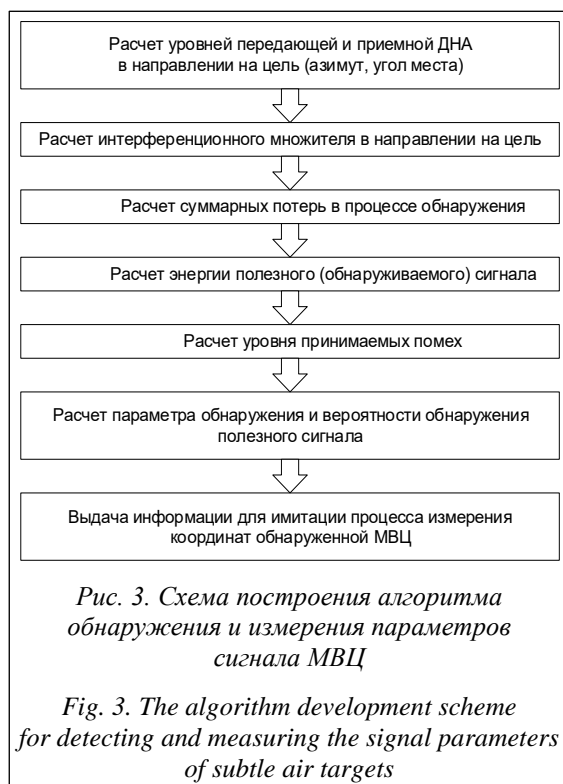 Расчет уровней передающей и приемной ДНА
в направлении на цель (азимут, угол места)
Расчет интерференционного множителя в направлении на цель
Расчет суммарных потерь в процессе обнаружения
Расчет энергии полезного (обнаруживаемого) сигнала
Расчет уровня принимаемых помех
Расчет параметра обнаружения и вероятности обнаружения
полезного сигнала
Выдача информации для имитации процесса измерения
координат обнаруженной МВЦ
Рис. 3. Схема построения алгоритма
обнаружения и измерения параметров
сигнала МВЦ
Fig. 3. The algorithm development scheme
for detecting and measuring the signal parameters
of subtle air targets